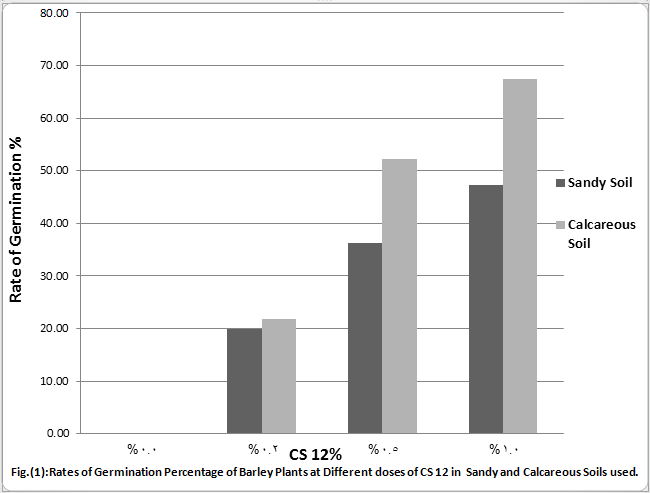 80.00
70.00
60.00
50.00
40.00
30.00
20.00
10.00
0.00
Rate of Germination %
%٠.٠
%٠.٢
%٠.٥
%١.٠
CS 12%
Sandy Soil
Calcareous
Soil
Fig.(1):Rates of Germination Percentage of Barley Plants at Different doses of CS 12 in Sandy and Calcareous Soils used.